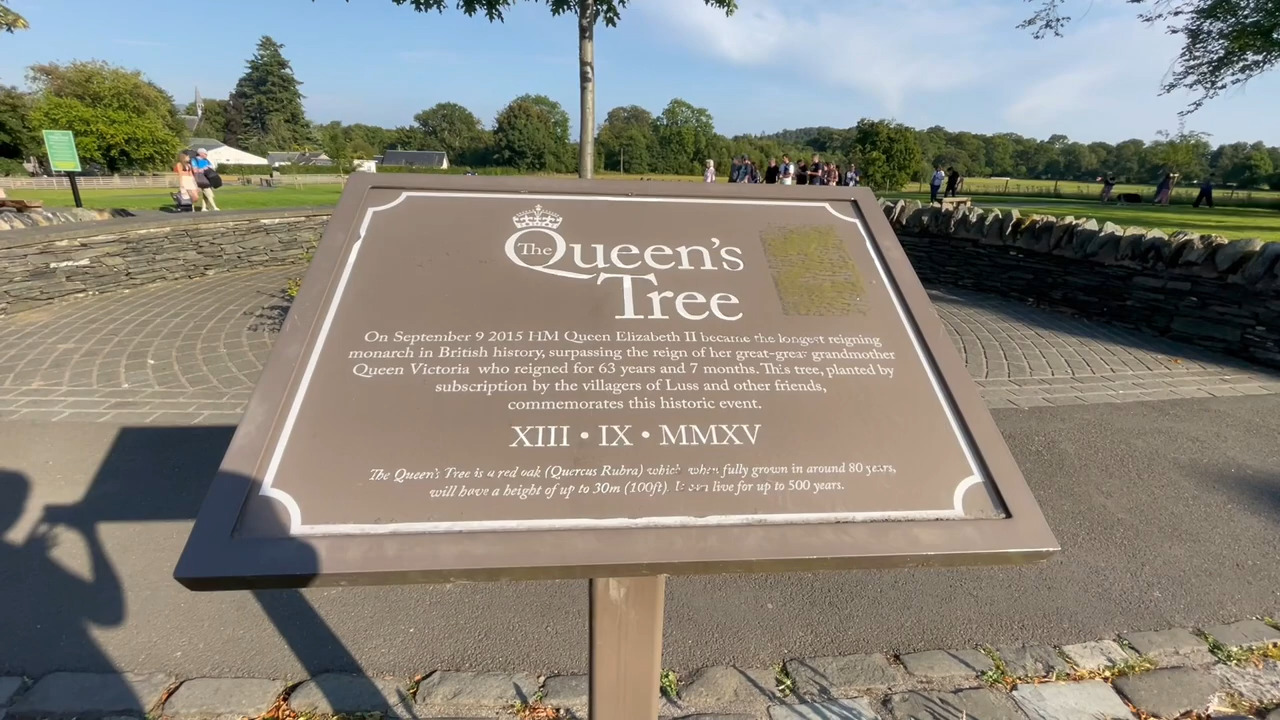 The Queen's
Tree
On September 9 2015 HM Queen Elizabeth II became the longest reigning
monarch in British history, surpassing the reign of her great-great grandmother
Queen Victoria who reigned for 63 years and 7 months. This tree, planted by
subscription by the villagers of Luss and other friends,
commemorates this historic event.
XIII • IX • MMXV
The Queen's Tree is a red oak (Quercus Rubra) which when fully grown in around 80 years,
will have a height of up to 30m (100ft). It can live for up to 500 years.